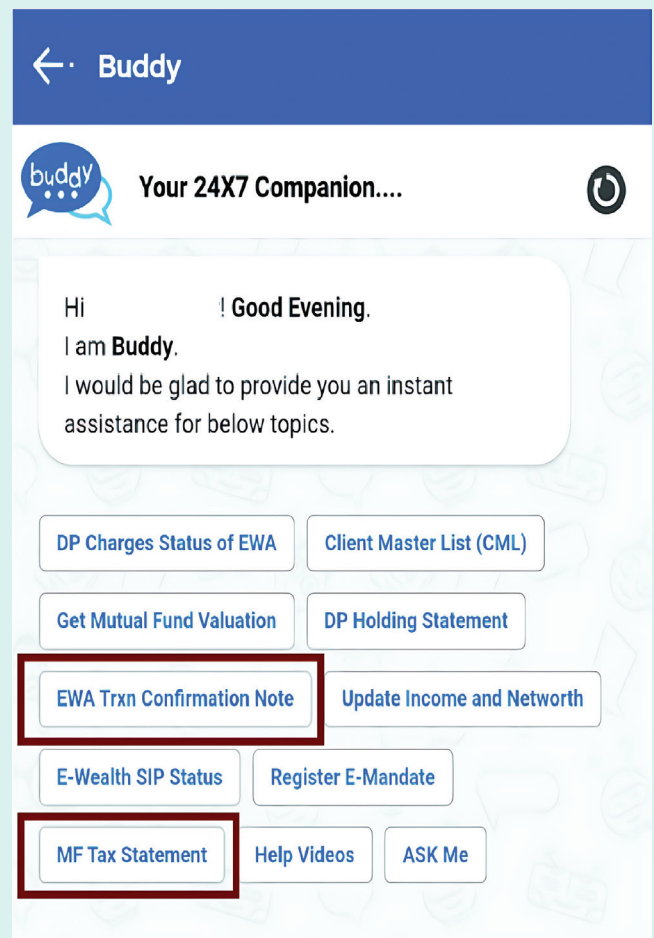 Buddy
buddy
Your 24X7 Companion....
Hi ! Good Evening.
I am Buddy.
I would be glad to provide you an instant
assistance for below topics.
DP Charges Status of EWA
Client Master List (CML)
Get Mutual Fund Valuation
DP Holding Statement
EWA Trxn Confirmation Note
Update Income and Networth
E-Wealth SIP Status
Register E-Mandate
MF Tax Statement
Help Videos
ASK Me